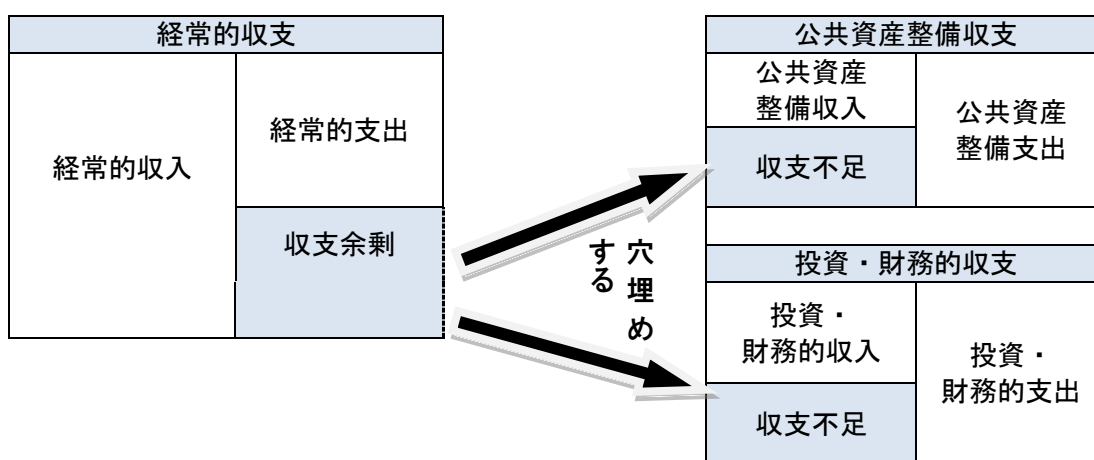 経常的収支
経常的収入
経常的支出
収支余剰
穴埋め
する
公共資産整備収支
公共資産
整備収入
収支不足
公共資産
整備支出
投資・財務的収支
投資・
財務的収入
収支不足
投資・
財務的支出